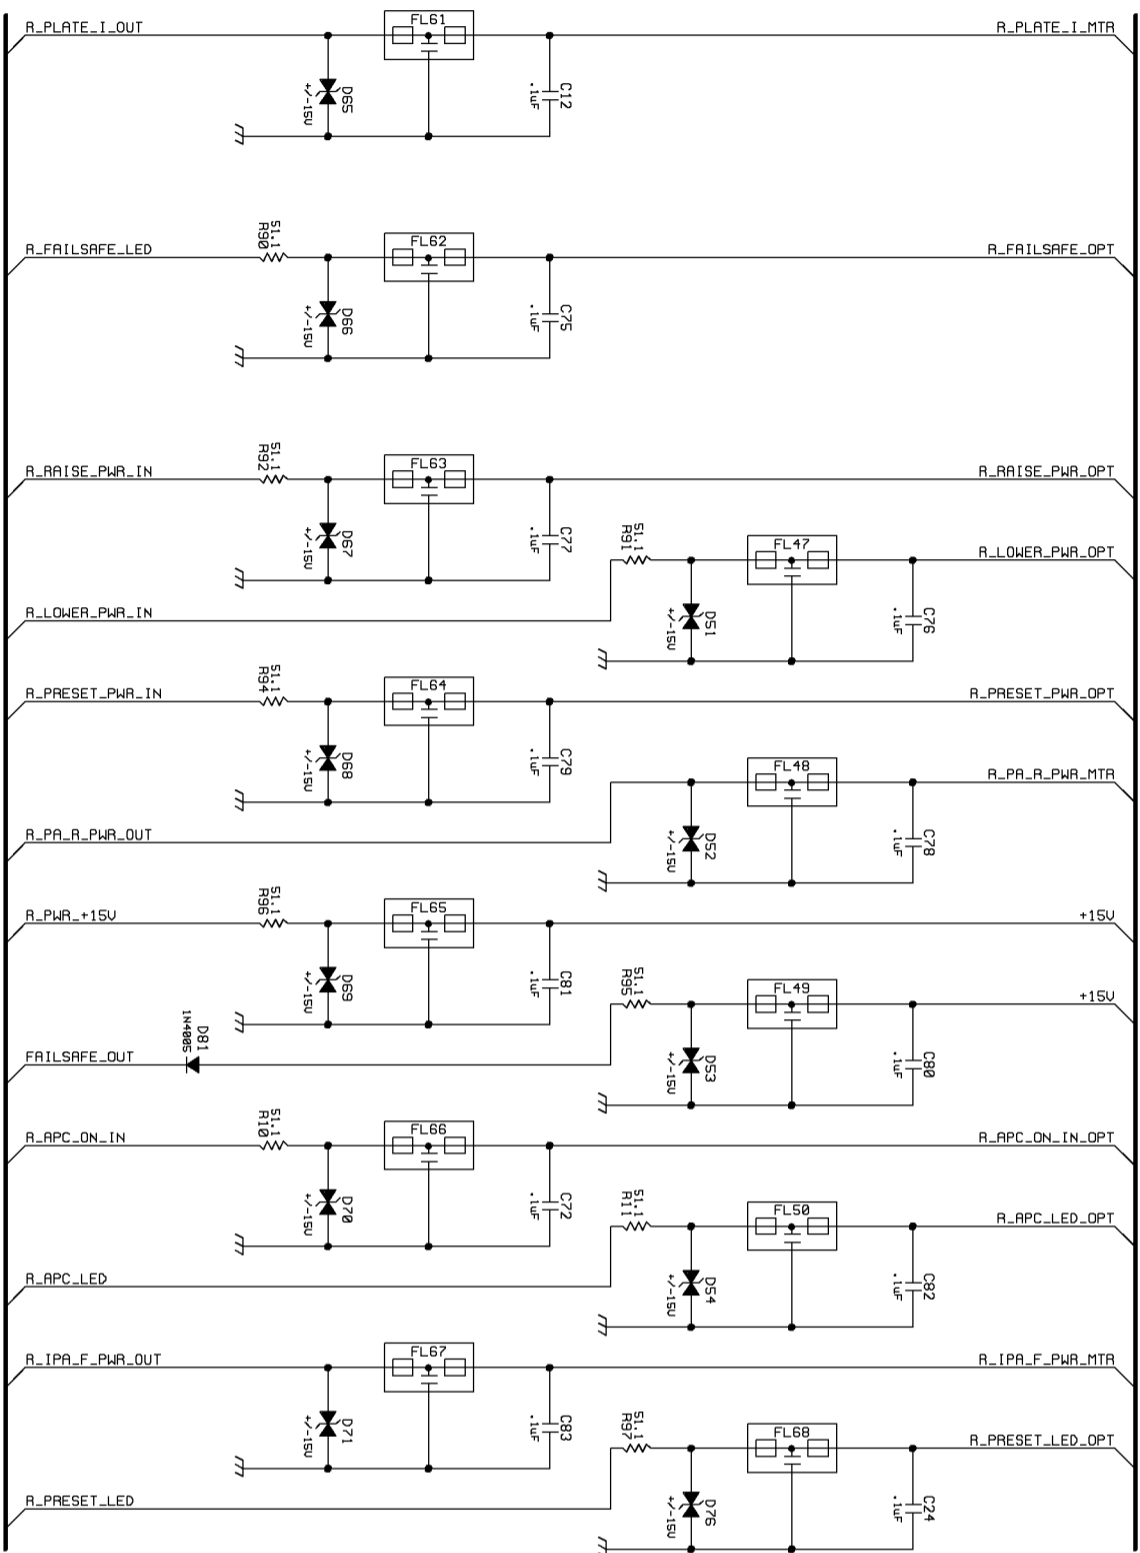 R_PLATE_I_OUT
FL61
R_PLATE_I_MTR
D65
+/-15V
C12
.1uF
R_FAILSAFE_LED
51.1
R90
FL62
R_FAILSAFE_OPT
D66
+/-15V
C75
.1uF
R_RAISE_PWR_IN
51.1
R92
FL63
R_RAISE_PWR_OPT
D67
+/-15V
C77
.1uF
51.1
R91
FL47
R_LOWER_PWR_OPT
R_LOWER_PWR_IN
D51
+/-15V
C76
.1uF
R_PRESET_PWR_IN
51.1
R94
FL64
R_PRESET_PWR_OPT
D68
+/-15V
C79
.1uF
FL48
R_PA_R_PWR_MTR
R_PA_R_PWR_OUT
D52
+/-15V
C78
.1uF
R_PWR_+15V
51.1
R96
FL65
+15V
D69
+/-15V
C81
.1uF
51.1
R95
FL49
+15V
FAILSAFE_OUT
D81
1N4005
D53
+/-15V
C80
.1uF
R_APC_ON_IN
51.1
R10
FL66
R_APC_ON_IN_OPT
D70
+/-15V
C72
.1uF
51.1
R11
FL50
R_APC_LED_OPT
R_APC_LED
D54
+/-15V
C82
.1uF
R_IPA_F_PWR_OUT
FL67
R_IPA_F_PWR_MTR
D71
+/-15V
C83
.1uF
51.1
R97
FL68
R_PRESET_LED_OPT
R_PRESET_LED
D76
+/-15V
C24
.1uF